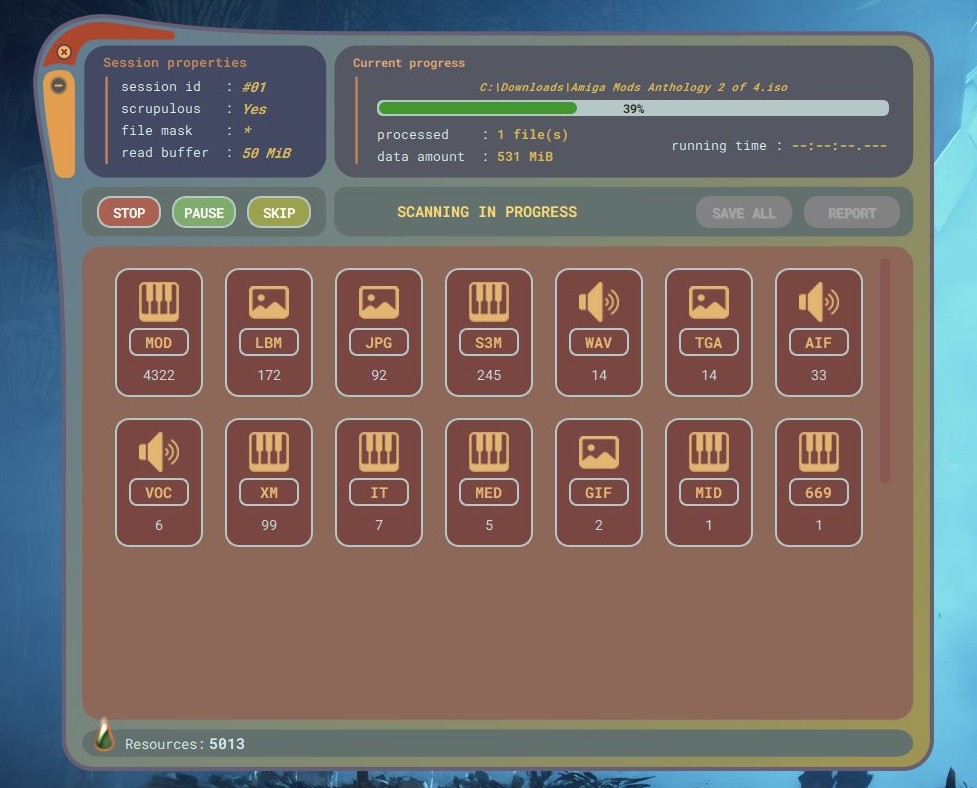 Session properties
session id : #01
scrupulous : Yes
file mask : *
read buffer : 50 MiB
Current progress
C:\Downloads\Amiga Mods Anthology 2 of 4.iso
39%
processed : 1 file(s)
data amount : 531 MiB
running time : --:--:--.---
STOP PAUSE SKIP
SCANNING IN PROGRESS
SAVE ALL REPORT
MOD LBM JPG S3M WAV TGA AIF
4322 172 92 245 14 14 33
VOC XM IT MED GIF MID 669
6 99 7 5 2 1 1
Resources: 5013